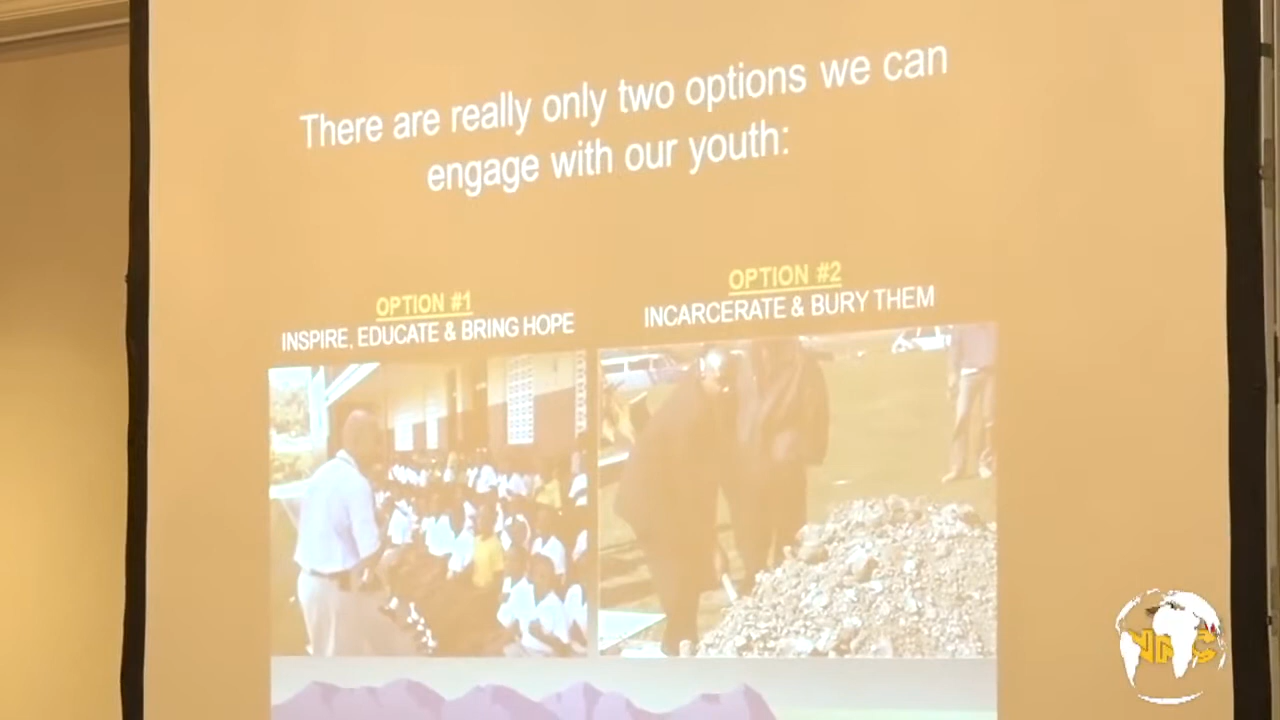 There are really only two options we can
engage with our youth:
OPTION #1
INSPIRE, EDUCATE & BRING HOPE
OPTION #2
INCARCERATE & BURY THEM